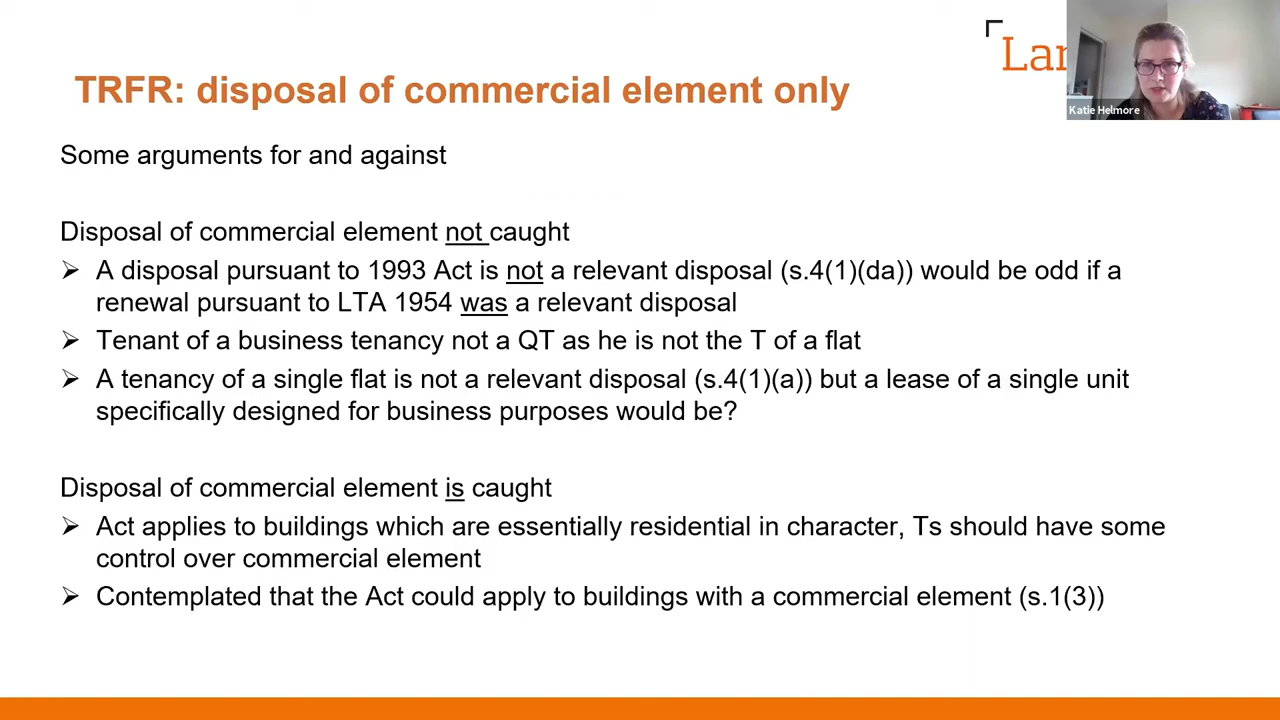 Lan
TRFR: disposal of commercial element only
Katie Helmore
Some arguments for and against
Disposal of commercial element not caught
➢ A disposal pursuant to 1993 Act is not a relevant disposal (s.4(1)(da)) would be odd if a
renewal pursuant to LTA 1954 was a relevant disposal
➢ Tenant of a business tenancy not a QT as he is not the T of a flat
➢ A tenancy of a single flat is not a relevant disposal (s.4(1)(a)) but a lease of a single unit
specifically designed for business purposes would be?
Disposal of commercial element is caught
➢ Act applies to buildings which are essentially residential in character, Ts should have some
control over commercial element
➢ Contemplated that the Act could apply to buildings with a commercial element (s.1(3))